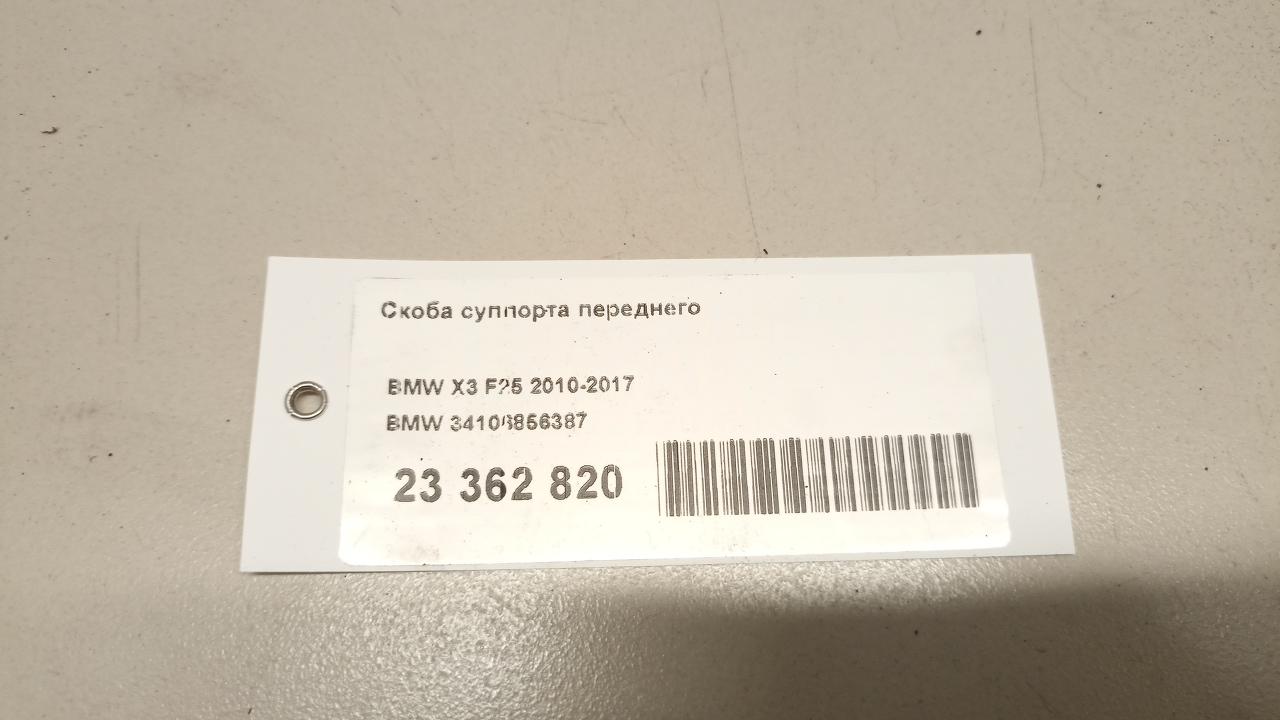 Скоба суппорта переднего
BMW X3 F25 2010-2017
BMW 34106856387
23 362 820